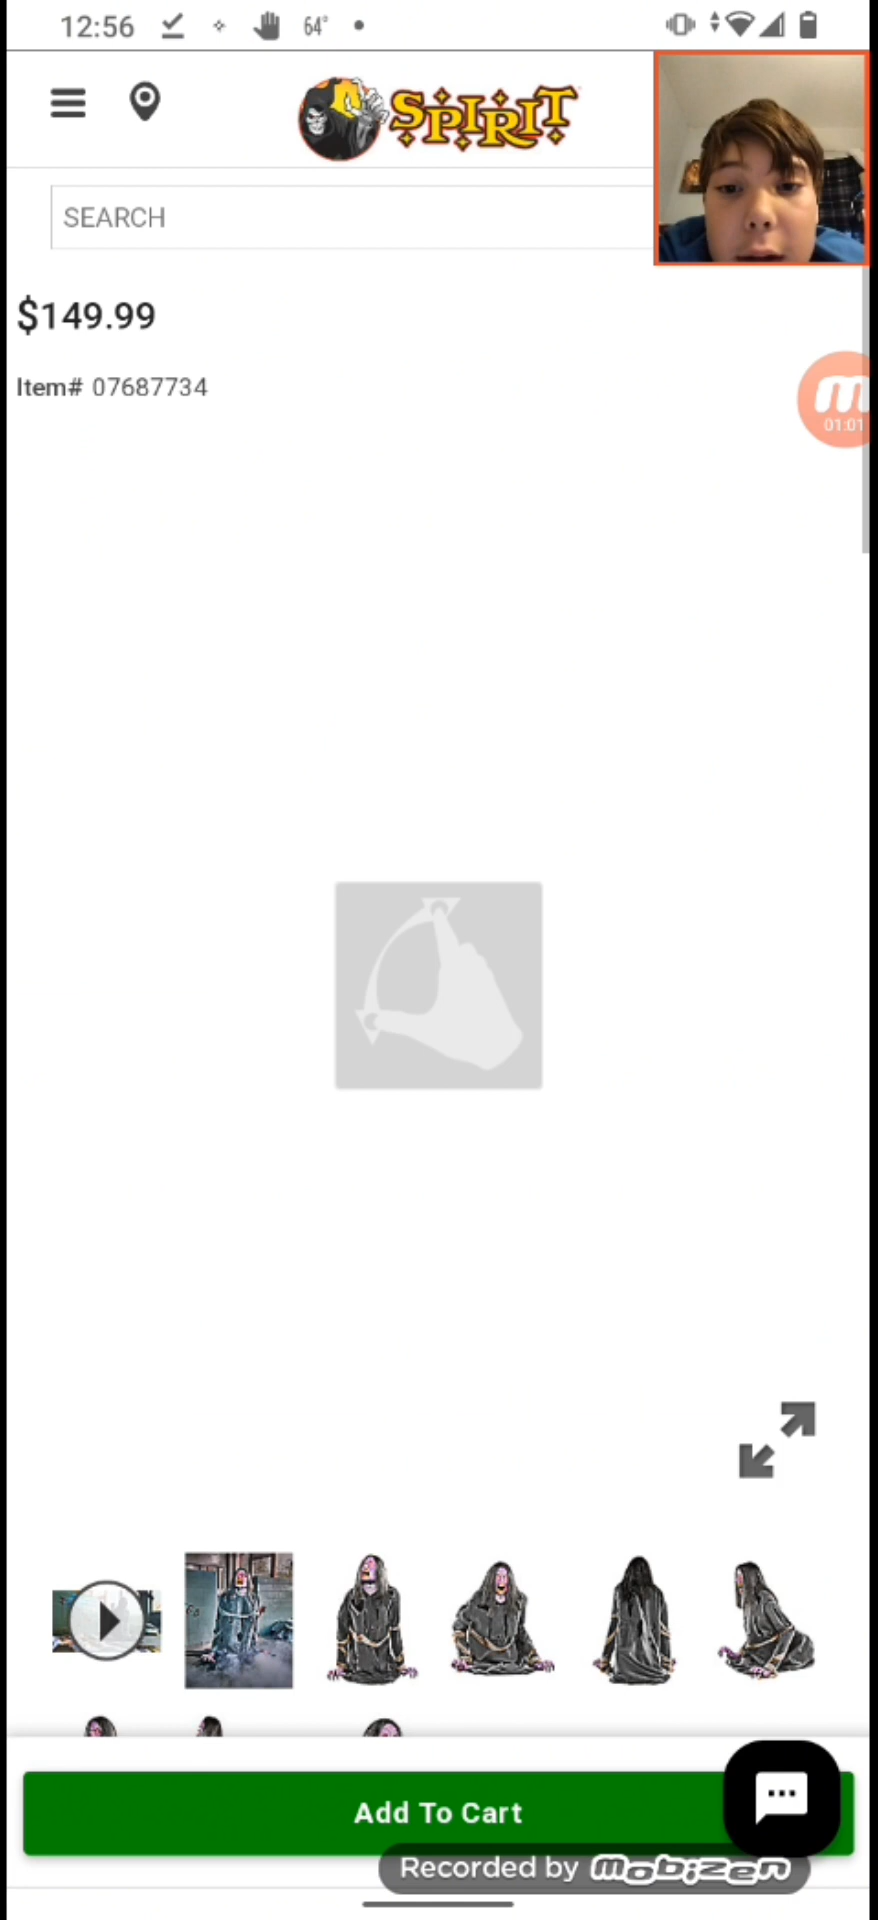 12:56 64°
SPIRIT
SEARCH
$149.99
Item# 07687734
m
01:01
Add To Cart
Recorded by mobizen